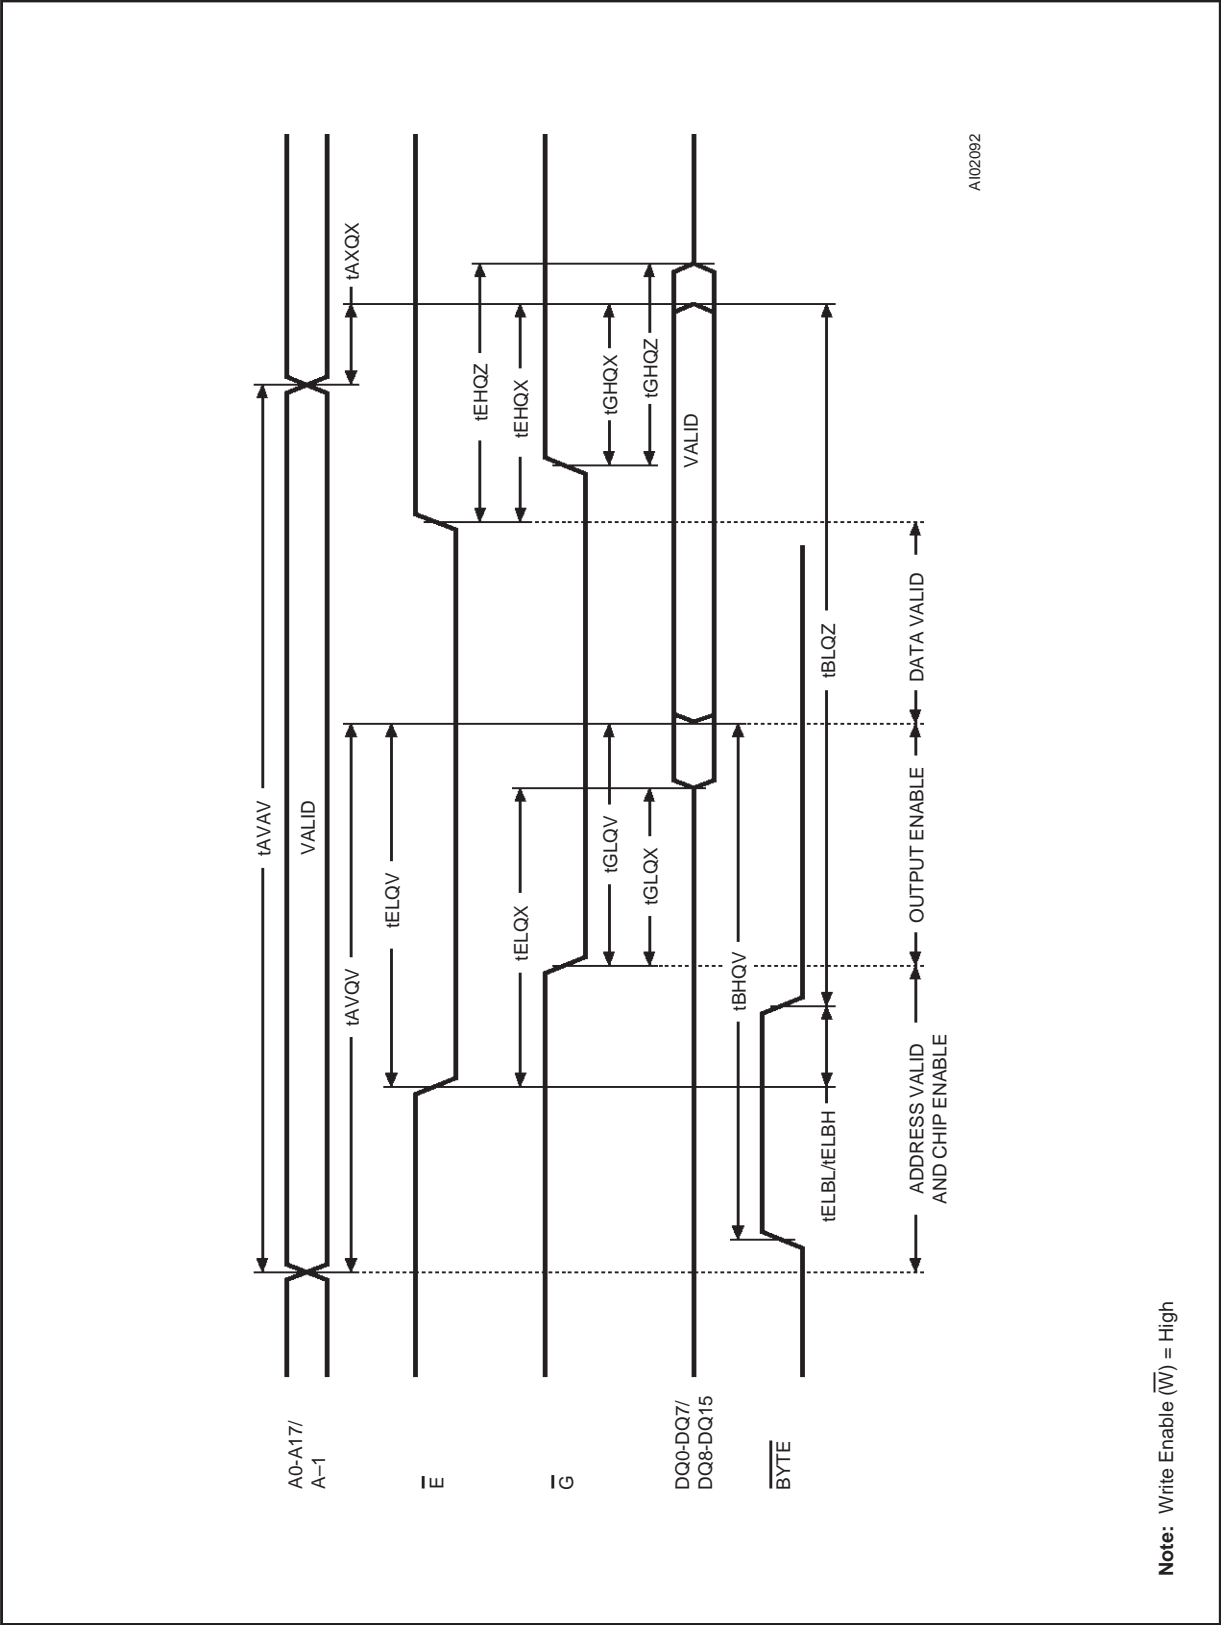 A0-A17/
A–1
tAVAV
VALID
tAVQV
tAXQX
E
tELQV
tEHQZ
tELQX
tEHQX
G
tGLQV
tGHQX
tGLQX
tGHQZ
DQ0-DQ7/
DQ8-DQ15
VALID
tBHQV
BYTE
tELBL/tELBH
tBLQZ
ADDRESS VALID
AND CHIP ENABLE
OUTPUT ENABLE
DATA VALID
AI02092
Note: Write Enable (W) = High